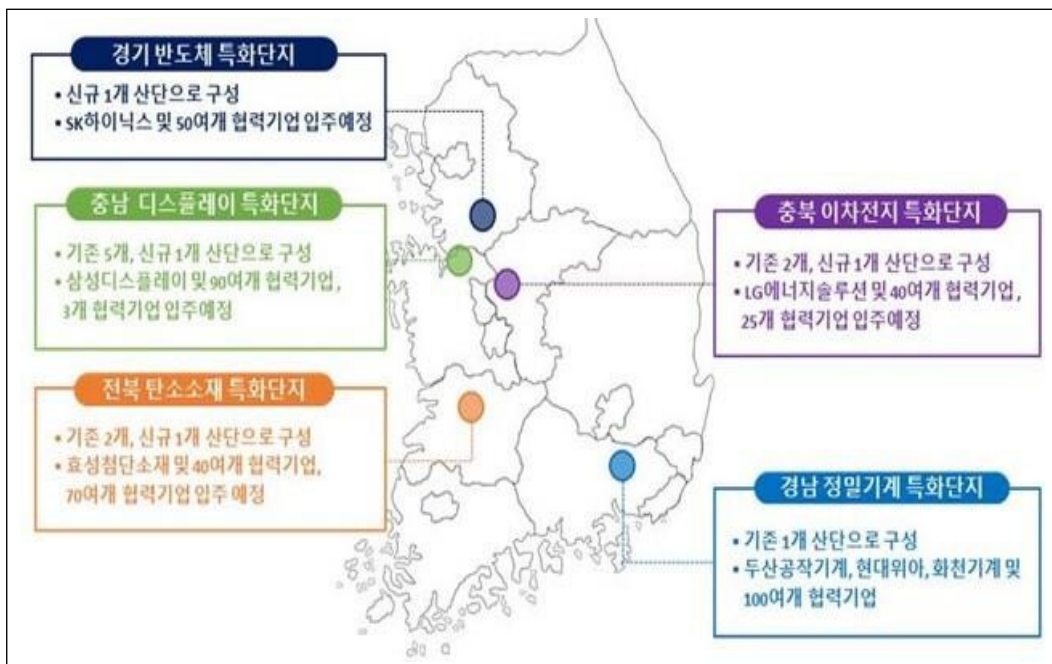 경기 반도체 특화단지
• 신규 1개 산단으로 구성
• SK하이닉스 및 50여개 협력기업 입주예정
충남 디스플레이 특화단지
• 기존 5개, 신규 1개 산단으로 구성
• 삼성디스플레이 및 90여개 협력기업,
3개 협력기업 입주예정
충북 이차전지 특화단지
• 기존 2개, 신규 1개 산단으로 구성
• LG에너지솔루션 및 40여개 협력기업,
25개 협력기업 입주예정
전북 탄소소재 특화단지
• 기존 2개, 신규 1개 산단으로 구성
• 효성첨단소재 및 40여개 협력기업,
70여개 협력기업 입주 예정
경남 정밀기계 특화단지
• 기존 1개 산단으로 구성
• 두산공작기계, 현대위아, 화천기계 및
100여개 협력기업